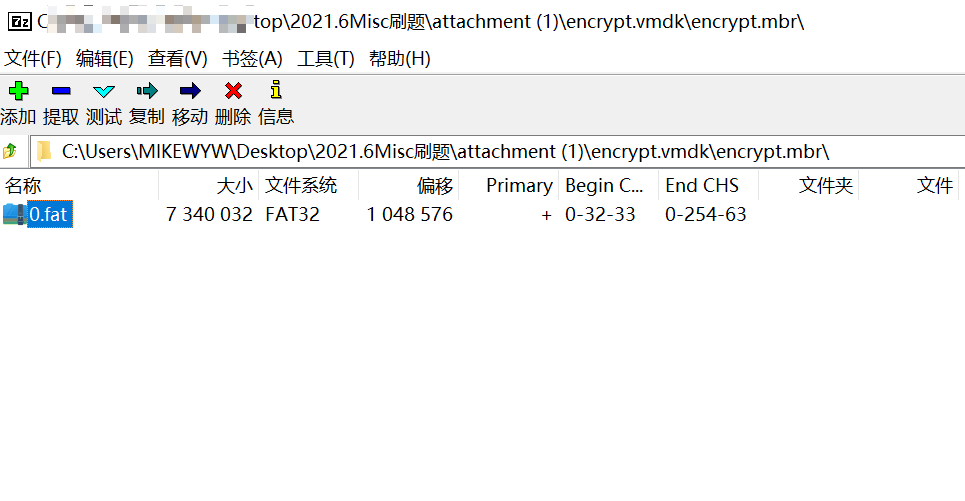 7z C top\2021.6Misc刷题\attachment (1)\encrypt.vmdk\encrypt.mbr\
文件(F) 编辑(E) 查看(V) 书签(A) 工具(T) 帮助(H)
添加 提取 测试 复制 移动 删除 信息
C:\Users\MIKEWYW\Desktop\2021.6Misc刷题\attachment (1)\encrypt.vmdk\encrypt.mbr\
名称 大小 文件系统 偏移 Primary Begin C... End CHS 文件夹 文件
0.fat 7 340 032 FAT32 1 048 576 + 0-32-33 0-254-63